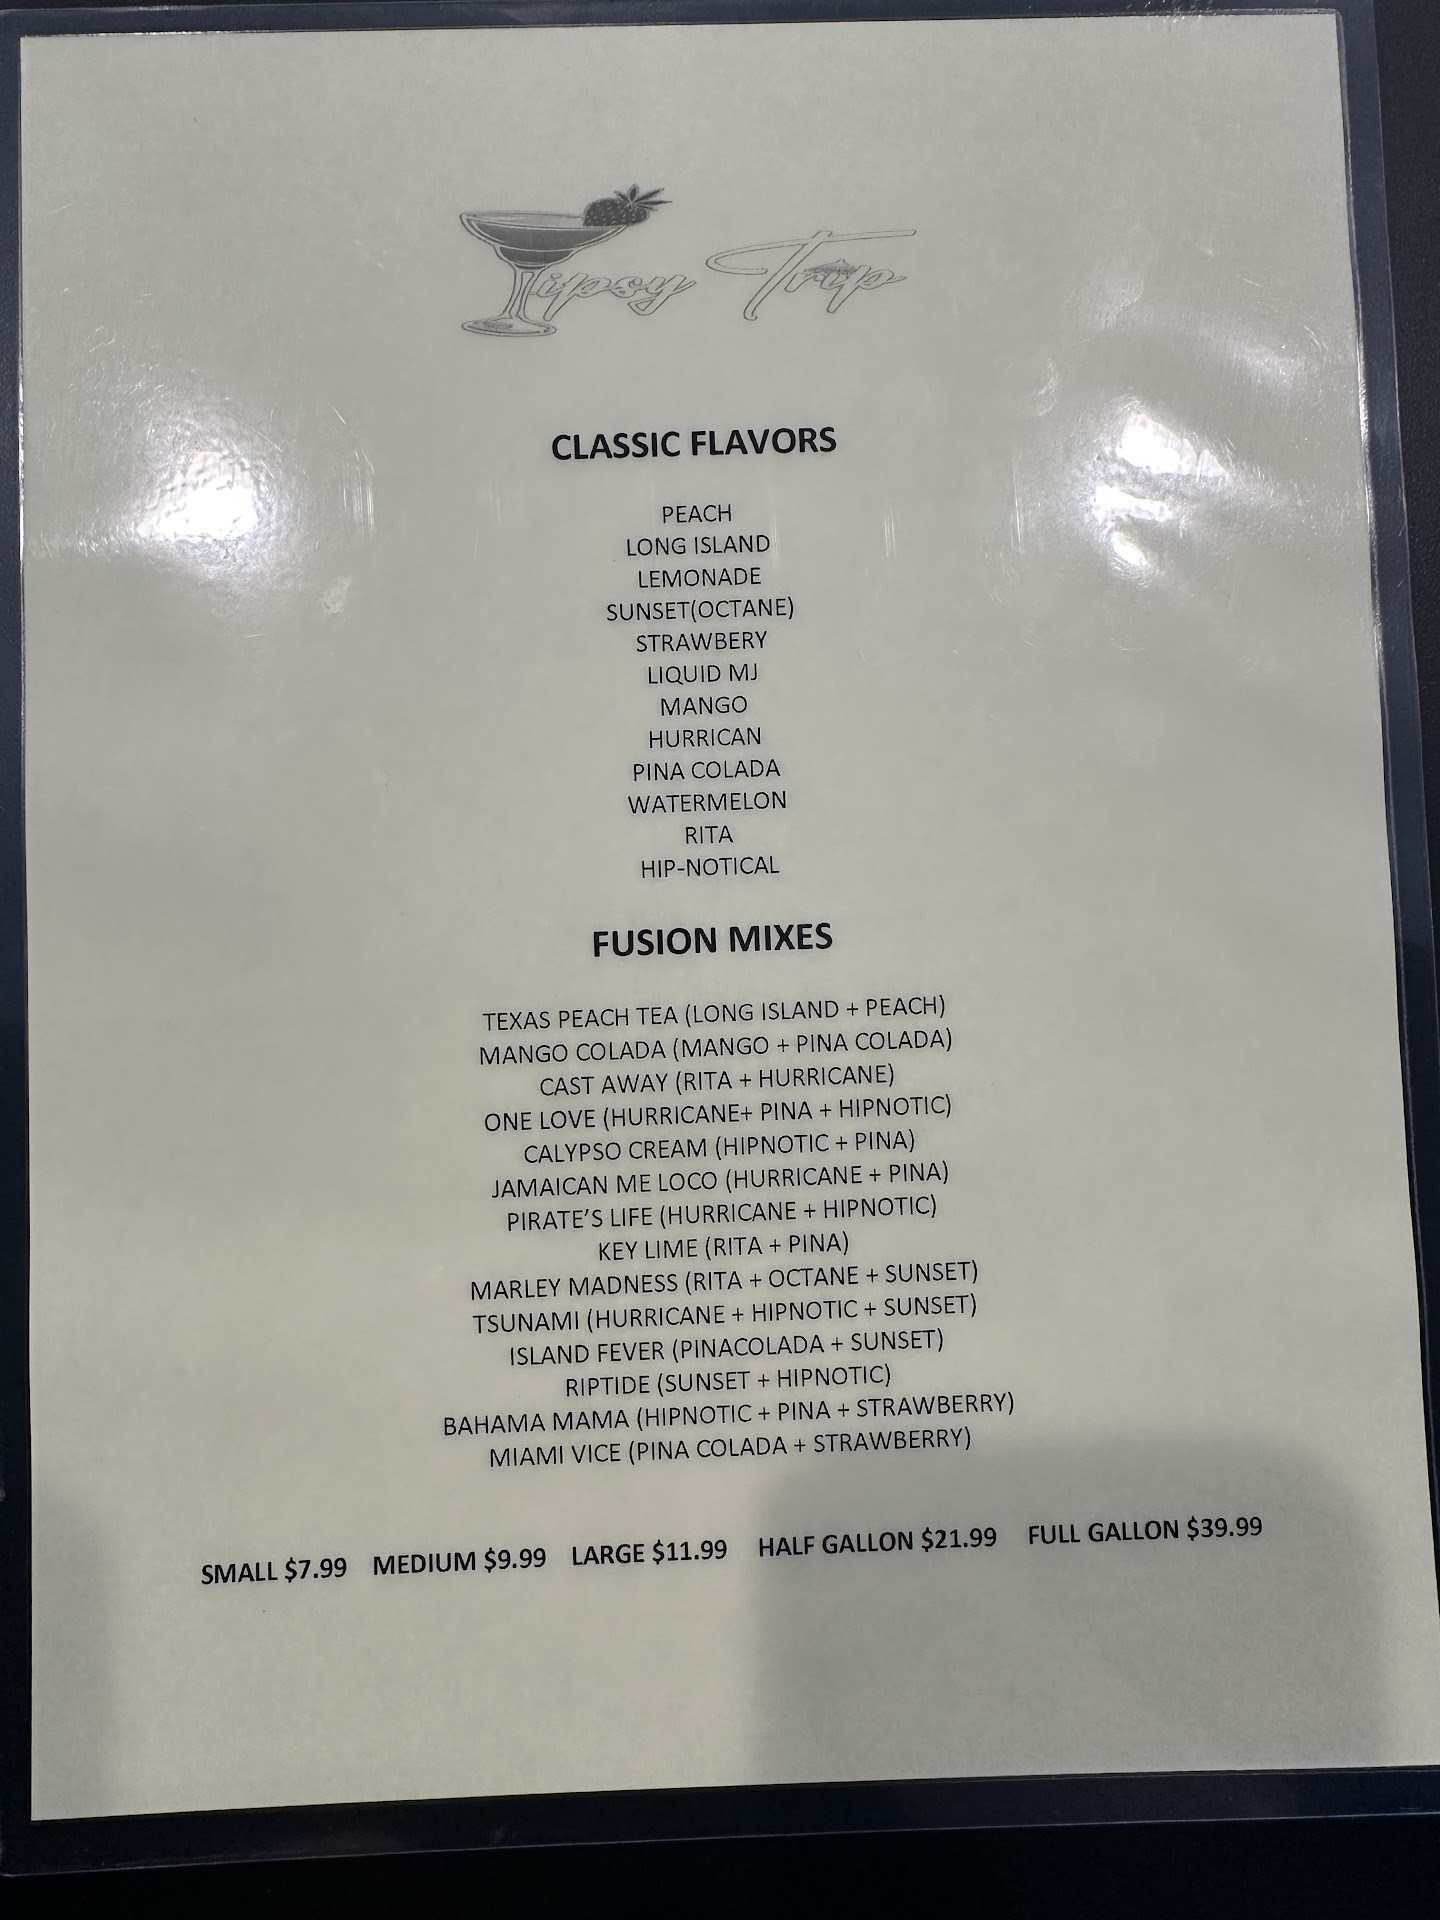 Tipsy Trip
CLASSIC FLAVORS
PEACH
LONG ISLAND
LEMONADE
SUNSET(OCTANE)
STRAWBERY
LIQUID MJ
MANGO
HURRICAN
PINA COLADA
WATERMELON
RITA
HIP-NOTICAL
FUSION MIXES
TEXAS PEACH TEA (LONG ISLAND + PEACH)
MANGO COLADA (MANGO + PINA COLADA)
CAST AWAY (RITA + HURRICANE)
ONE LOVE (HURRICANE+ PINA + HIPNOTIC)
CALYPSO CREAM (HIPNOTIC + PINA)
JAMAICAN ME LOCO (HURRICANE + PINA)
PIRATE’S LIFE (HURRICANE + HIPNOTIC)
KEY LIME (RITA + PINA)
MARLEY MADNESS (RITA + OCTANE + SUNSET)
TSUNAMI (HURRICANE + HIPNOTIC + SUNSET)
ISLAND FEVER (PINACOLADA + SUNSET)
RIPTIDE (SUNSET + HIPNOTIC)
BAHAMA MAMA (HIPNOTIC + PINA + STRAWBERRY)
MIAMI VICE (PINA COLADA + STRAWBERRY)
SMALL $7.99 MEDIUM $9.99 LARGE $11.99 HALF GALLON $21.99 FULL GALLON $39.99